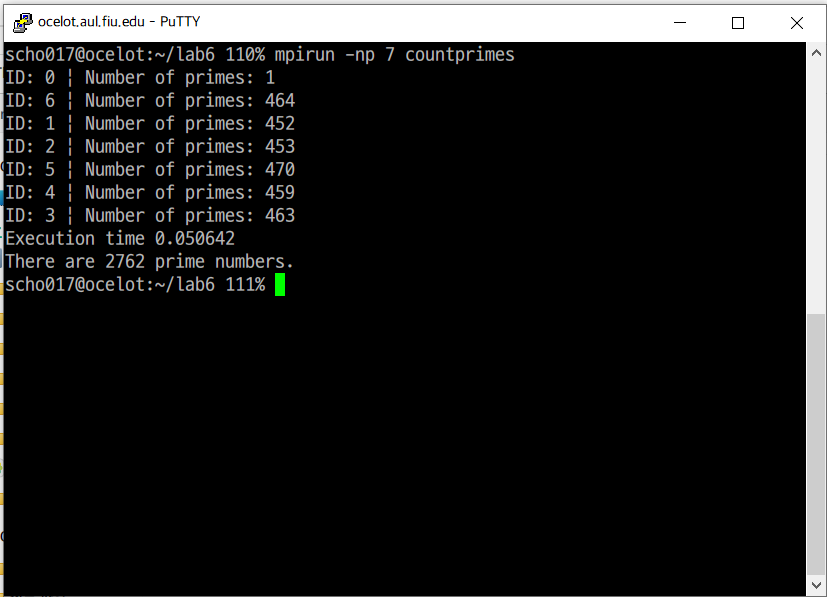 ocelot.aul.fiu.edu - PuTTY
scho017@ocelot:~/lab6 110% mpirun -np 7 countprimes
ID: 0 ¦ Number of primes: 1
ID: 6 ¦ Number of primes: 464
ID: 1 ¦ Number of primes: 452
ID: 2 ¦ Number of primes: 453
ID: 5 ¦ Number of primes: 470
ID: 4 ¦ Number of primes: 459
ID: 3 ¦ Number of primes: 463
Execution time 0.050642
There are 2762 prime numbers.
scho017@ocelot:~/lab6 111%